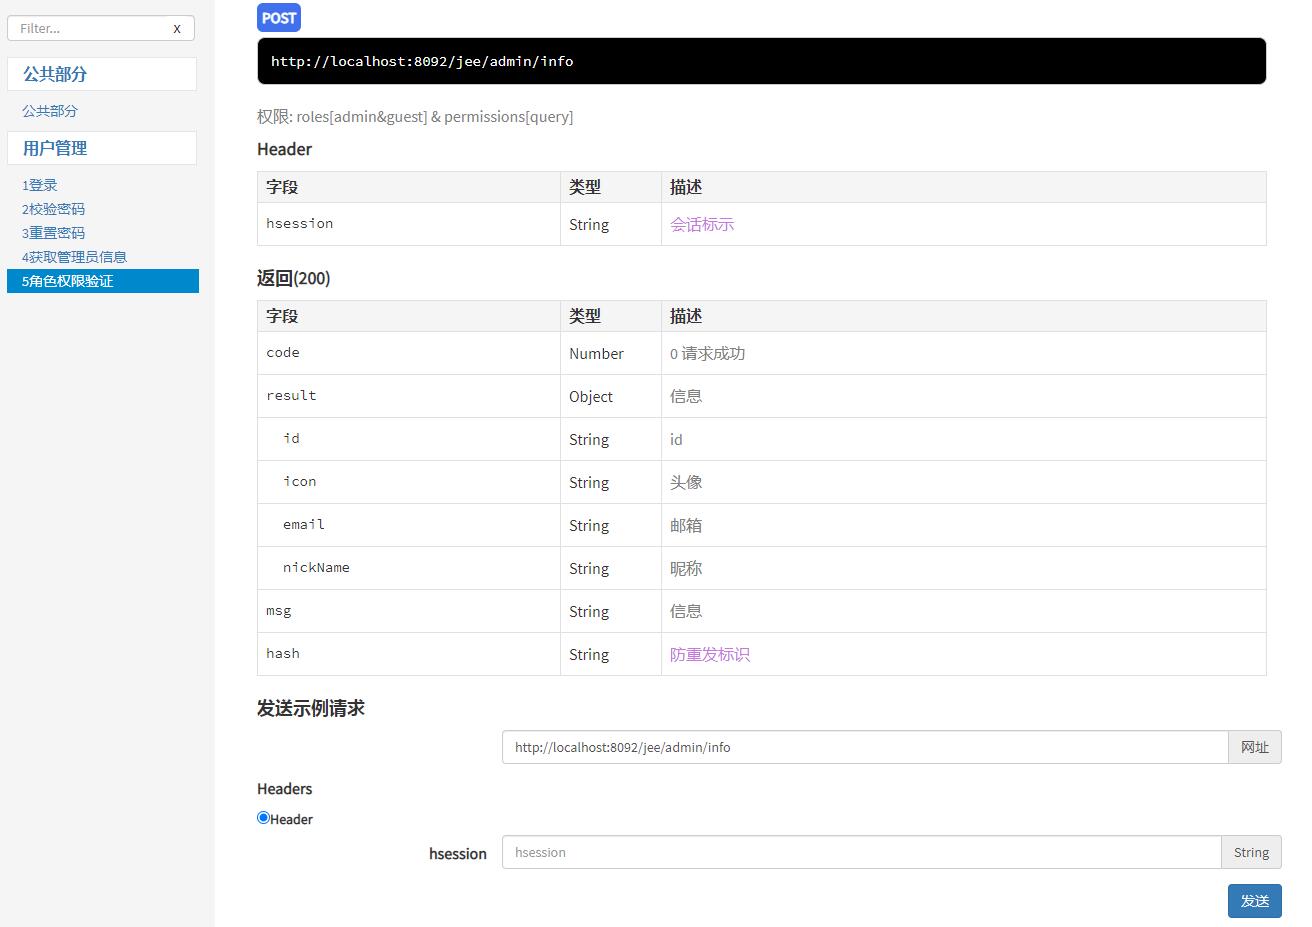 Filter...
X
公共部分
公共部分
用户管理
1登录
2校验密码
3重置密码
4获取管理员信息
5角色权限验证
POST
http://localhost:8092/jee/admin/info
权限: roles[admin&guest] & permissions[query]
Header
字段 类型 描述
hsession String 会话标示
返回(200)
字段 类型 描述
code Number 0 请求成功
result Object 信息
id String id
icon String 头像
email String 邮箱
nickName String 昵称
msg String 信息
hash String 防重发标识
发送示例请求
http://localhost:8092/jee/admin/info 网址
Headers
Header
hsession hsession String
发送